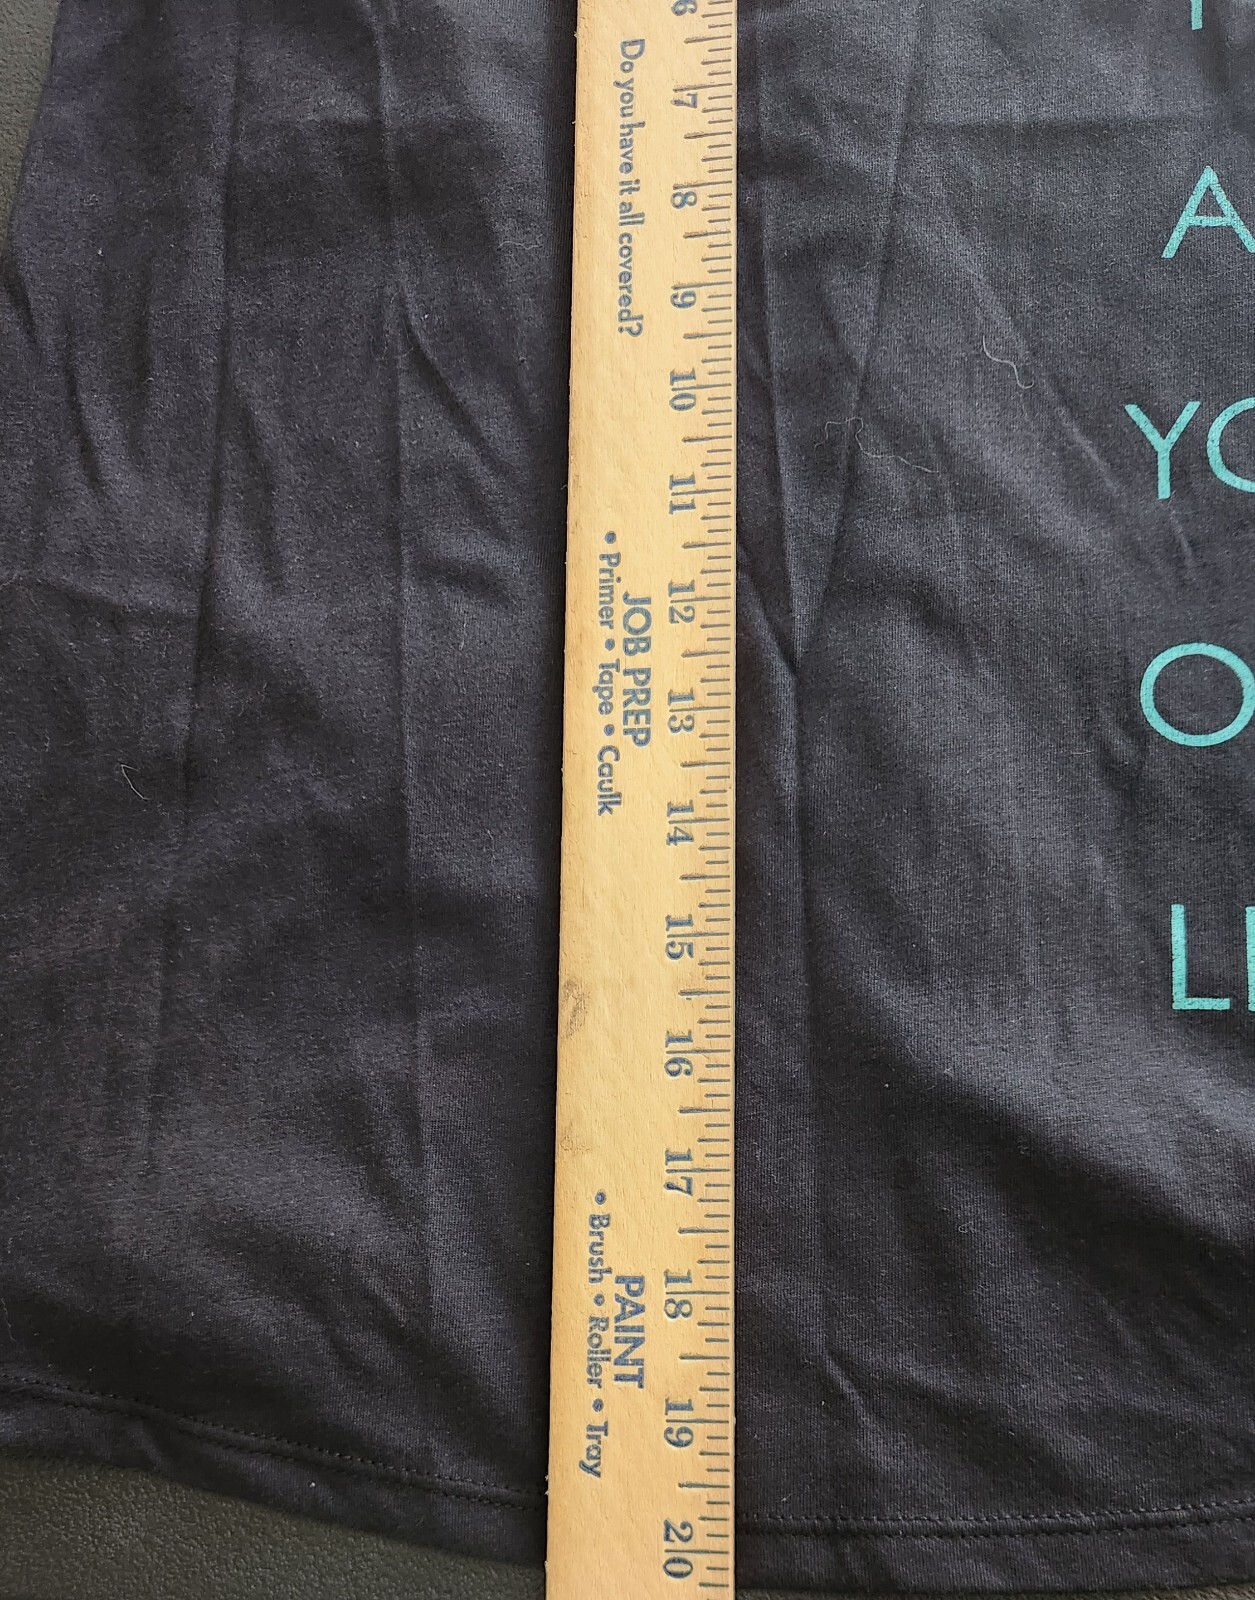 6
7
8
9
10
11
12
13
14
15
16
17
18
19
20
Do you have it all covered?
JOB PREP
• Primer • Tape • Caulk
PAINT
• Brush • Roller • Tray
A
YO
O